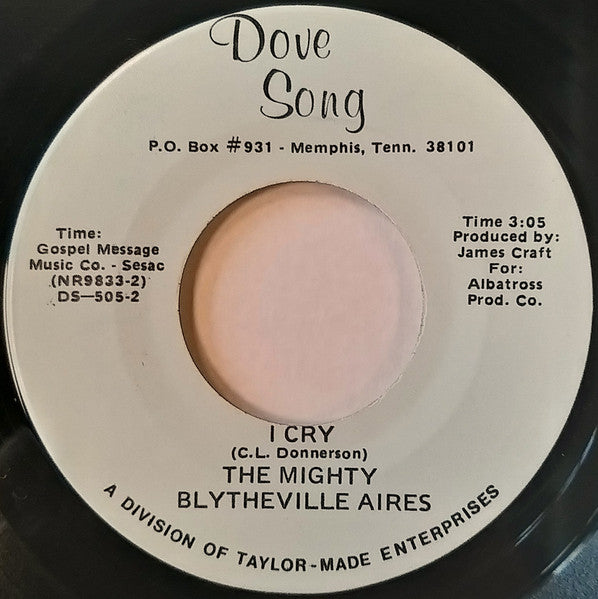 Dove
Song
P.O. Box #931 - Memphis, Tenn. 38101
Time:
Gospel Message
Music Co. - Sesac
(NR9833-2)
DS—505-2
Time 3:05
Produced by:
James Craft
For:
Albatross
Prod. Co.
I CRY
(C.L. Donnerson)
THE MIGHTY
BLYTHEVILLE AIRES
A DIVISION OF TAYLOR-MADE ENTERPRISES